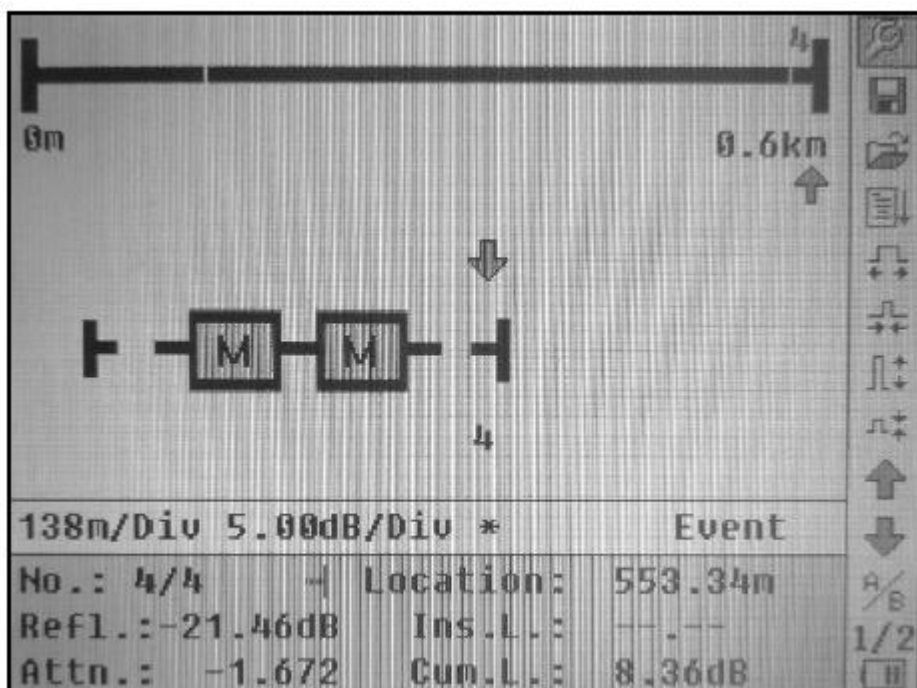 4
0m
0.6km
M M
4
138m/Div 5.00dB/Div * Event
No.: 4/4 Location: 553.34m
Refl.:-21.46dB Ins.L.: --.--
Attn.: -1.672 Cum.L.: 8.36dB
A/B
1/2